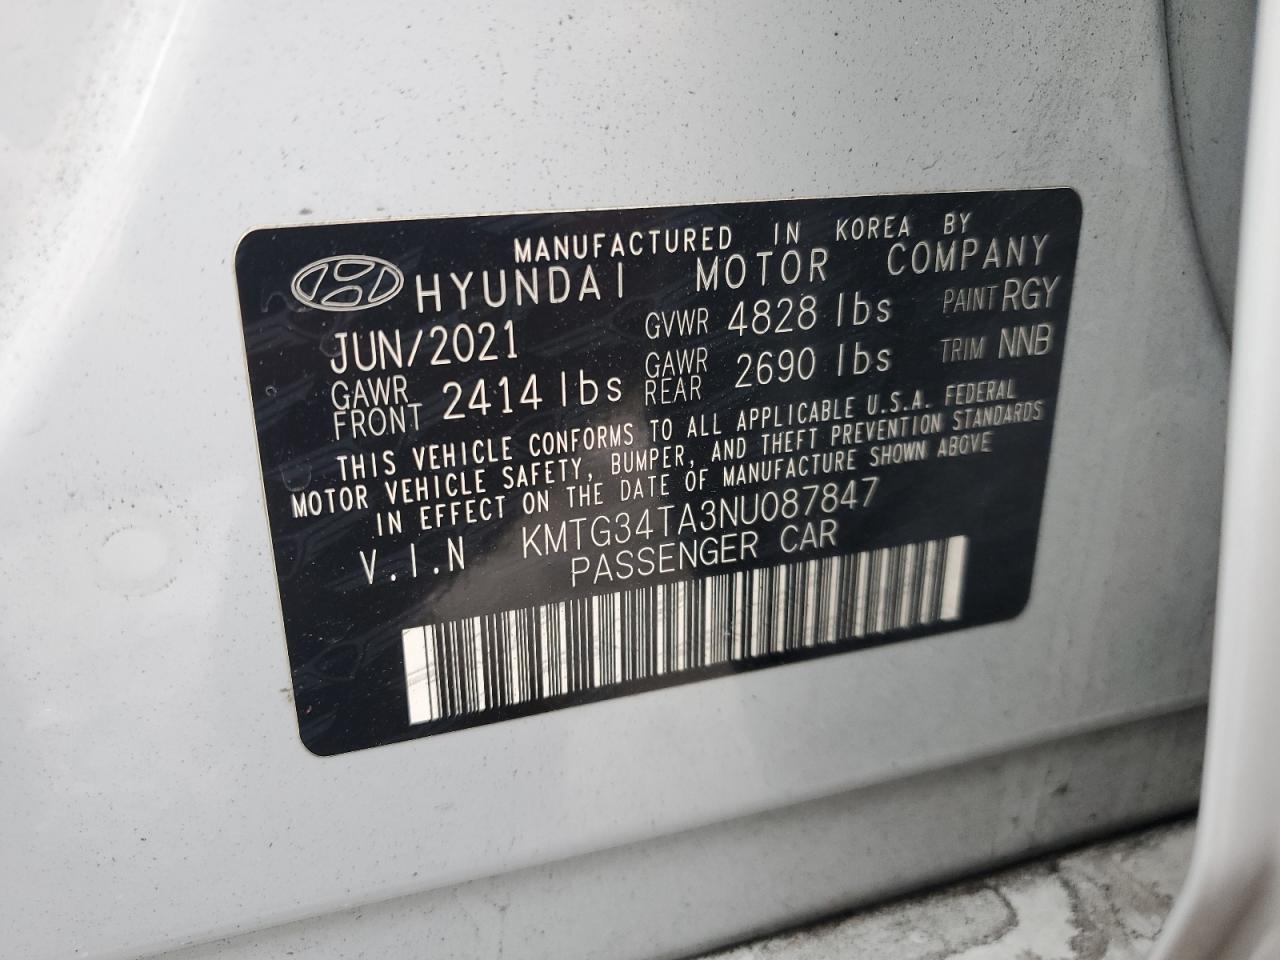 MANUFACTURED IN KOREA BY
HYUNDAI MOTOR COMPANY
JUN/2021 GVWR 4828 lbs PAINT RGY
GAWR FRONT 2414 lbs GAWR REAR 2690 lbs TRIM NNB
THIS VEHICLE CONFORMS TO ALL APPLICABLE U.S.A. FEDERAL
MOTOR VEHICLE SAFETY, BUMPER, AND THEFT PREVENTION STANDARDS
IN EFFECT ON THE DATE OF MANUFACTURE SHOWN ABOVE
V.I.N KMTG34TA3NU087847
PASSENGER CAR